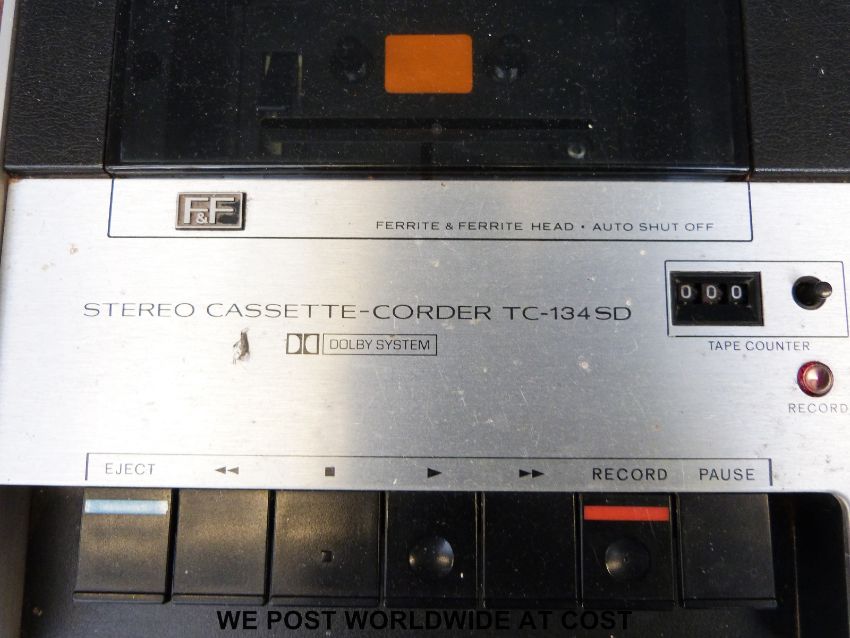 F&F
FERRITE & FERRITE HEAD • AUTO SHUT OFF
STEREO CASSETTE-CORDER TC-134SD
000
DOLBY SYSTEM
TAPE COUNTER
RECORD
EJECT RECORD PAUSE
WE POST WORLDWIDE AT COST